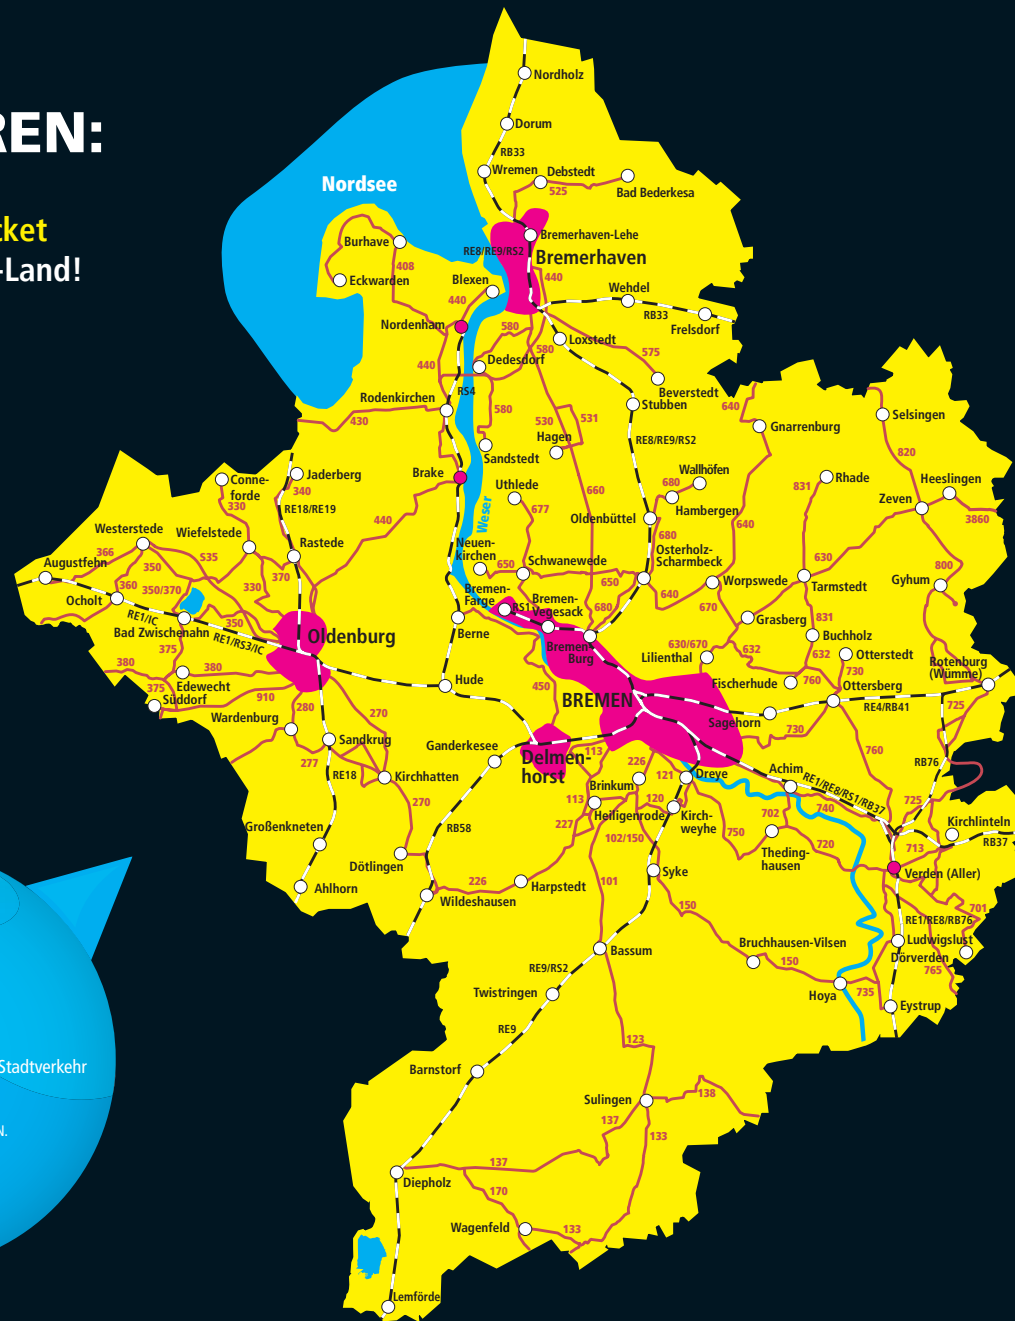 REN:
cket
-Land!
Nordsee
Nordholz
Dorum
RB33
Wremen
Debstedt
525
Bad Bederkesa
Burhave
Bremerhaven-Lehe
RE8/RE9/RS2
Bremerhaven
408
Eckwarden
Blexen
440
440
Wehdel
RB33
Frelsdorf
Nordenham
580
Loxstedt
580
575
Dedesdorf
440
RS4
Beverstedt
Rodenkirchen
Stubben
640
430
580
530
531
Gnarrenburg
Selsingen
Hagen
RE8/RE9/RS2
820
Sandstedt
Wallhöfen
Brake
Jaderberg
Conne-
forde
340
Uthlede
680
Rhade
831
Heeslingen
660
Zeven
330
RE18/RE19
Weser
677
Hambergen
3860
440
Oldenbüttel
640
Westerstede
Wiefelstede
680
Rastede
Neuen-
kirchen
Osterholz-
Scharmbeck
366
S35
630
Augustfehn
350
650
Schwanewede
800
370
650
Worpswede
Tarmstedt
Gyhum
360
350/370
330
Bremen-
Farge
640
Ocholt
RE1/IC
RS1
Bremen-
Vegesack
680
670
350
Grasberg
831
Bad Zwischenahn
RE1/RS3/IC
Oldenburg
Berne
Bremen-
Burg
630/670
Buchholz
375
Lilienthal
632
632
Otterstedt
380
380
Rotenburg
(Wümme)
375
Edewecht
Hude
450
Fischerhude
760
730
Ottersberg
Süddorf
910
280
BREMEN
RE4/RB41
725
Wardenburg
270
Sagehorn
730
Sandkrug
Ganderkesee
Delmen-
horst
113
760
277
226
RB76
RE18
Kirchhatten
121
Dreye
Achim
RE1/RE8/RS1/RB37
Brinkum
113
120
270
Heiligenrode
Kirch-
weyhe
702
740
725
Großenkneten
RB58
227
Kirchlinteln
102/150
750
Theding-
hausen
720
713
RB37
Dötlingen
Syke
Verden (Aller)
Ahlhorn
226
Harpstedt
101
Wildeshausen
150
701
RE1/RE8/RB76
Bassum
Bruchhausen-Vilsen
Ludwigslust
Dörverden
150
765
RE9/RS2
Twistringen
Hoya
735
Eystrup
RE9
123
Stadtverkehr
Barnstorf
Sulingen
138
137
N.
133
137
Diepholz
170
Wagenfeld
133
Lemförde